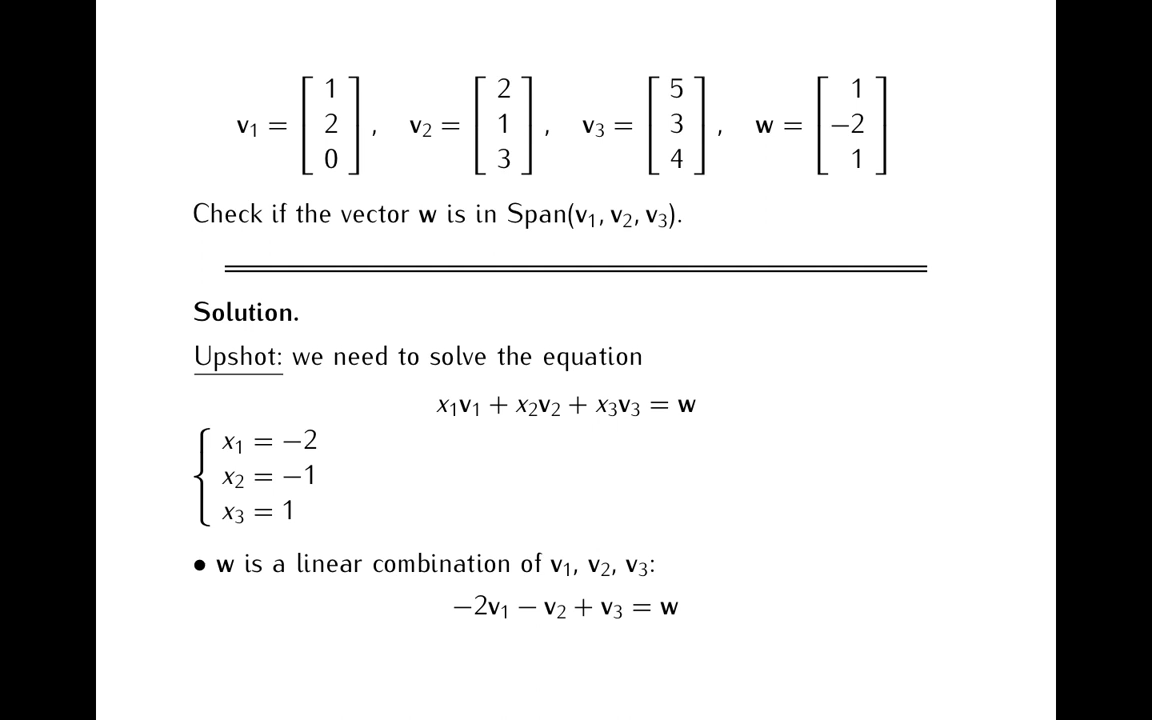 v₁ = [1 2 0], v₂ = [2 1 3], v₃ = [5 3 4], w = [1 −2 1]
Check if the vector w is in Span(v₁, v₂, v₃).
Solution.
Upshot: we need to solve the equation
x₁v₁ + x₂v₂ + x₃v₃ = w
{ x₁ = −2
x₂ = −1
x₃ = 1
• w is a linear combination of v₁, v₂, v₃:
−2v₁ − v₂ + v₃ = w